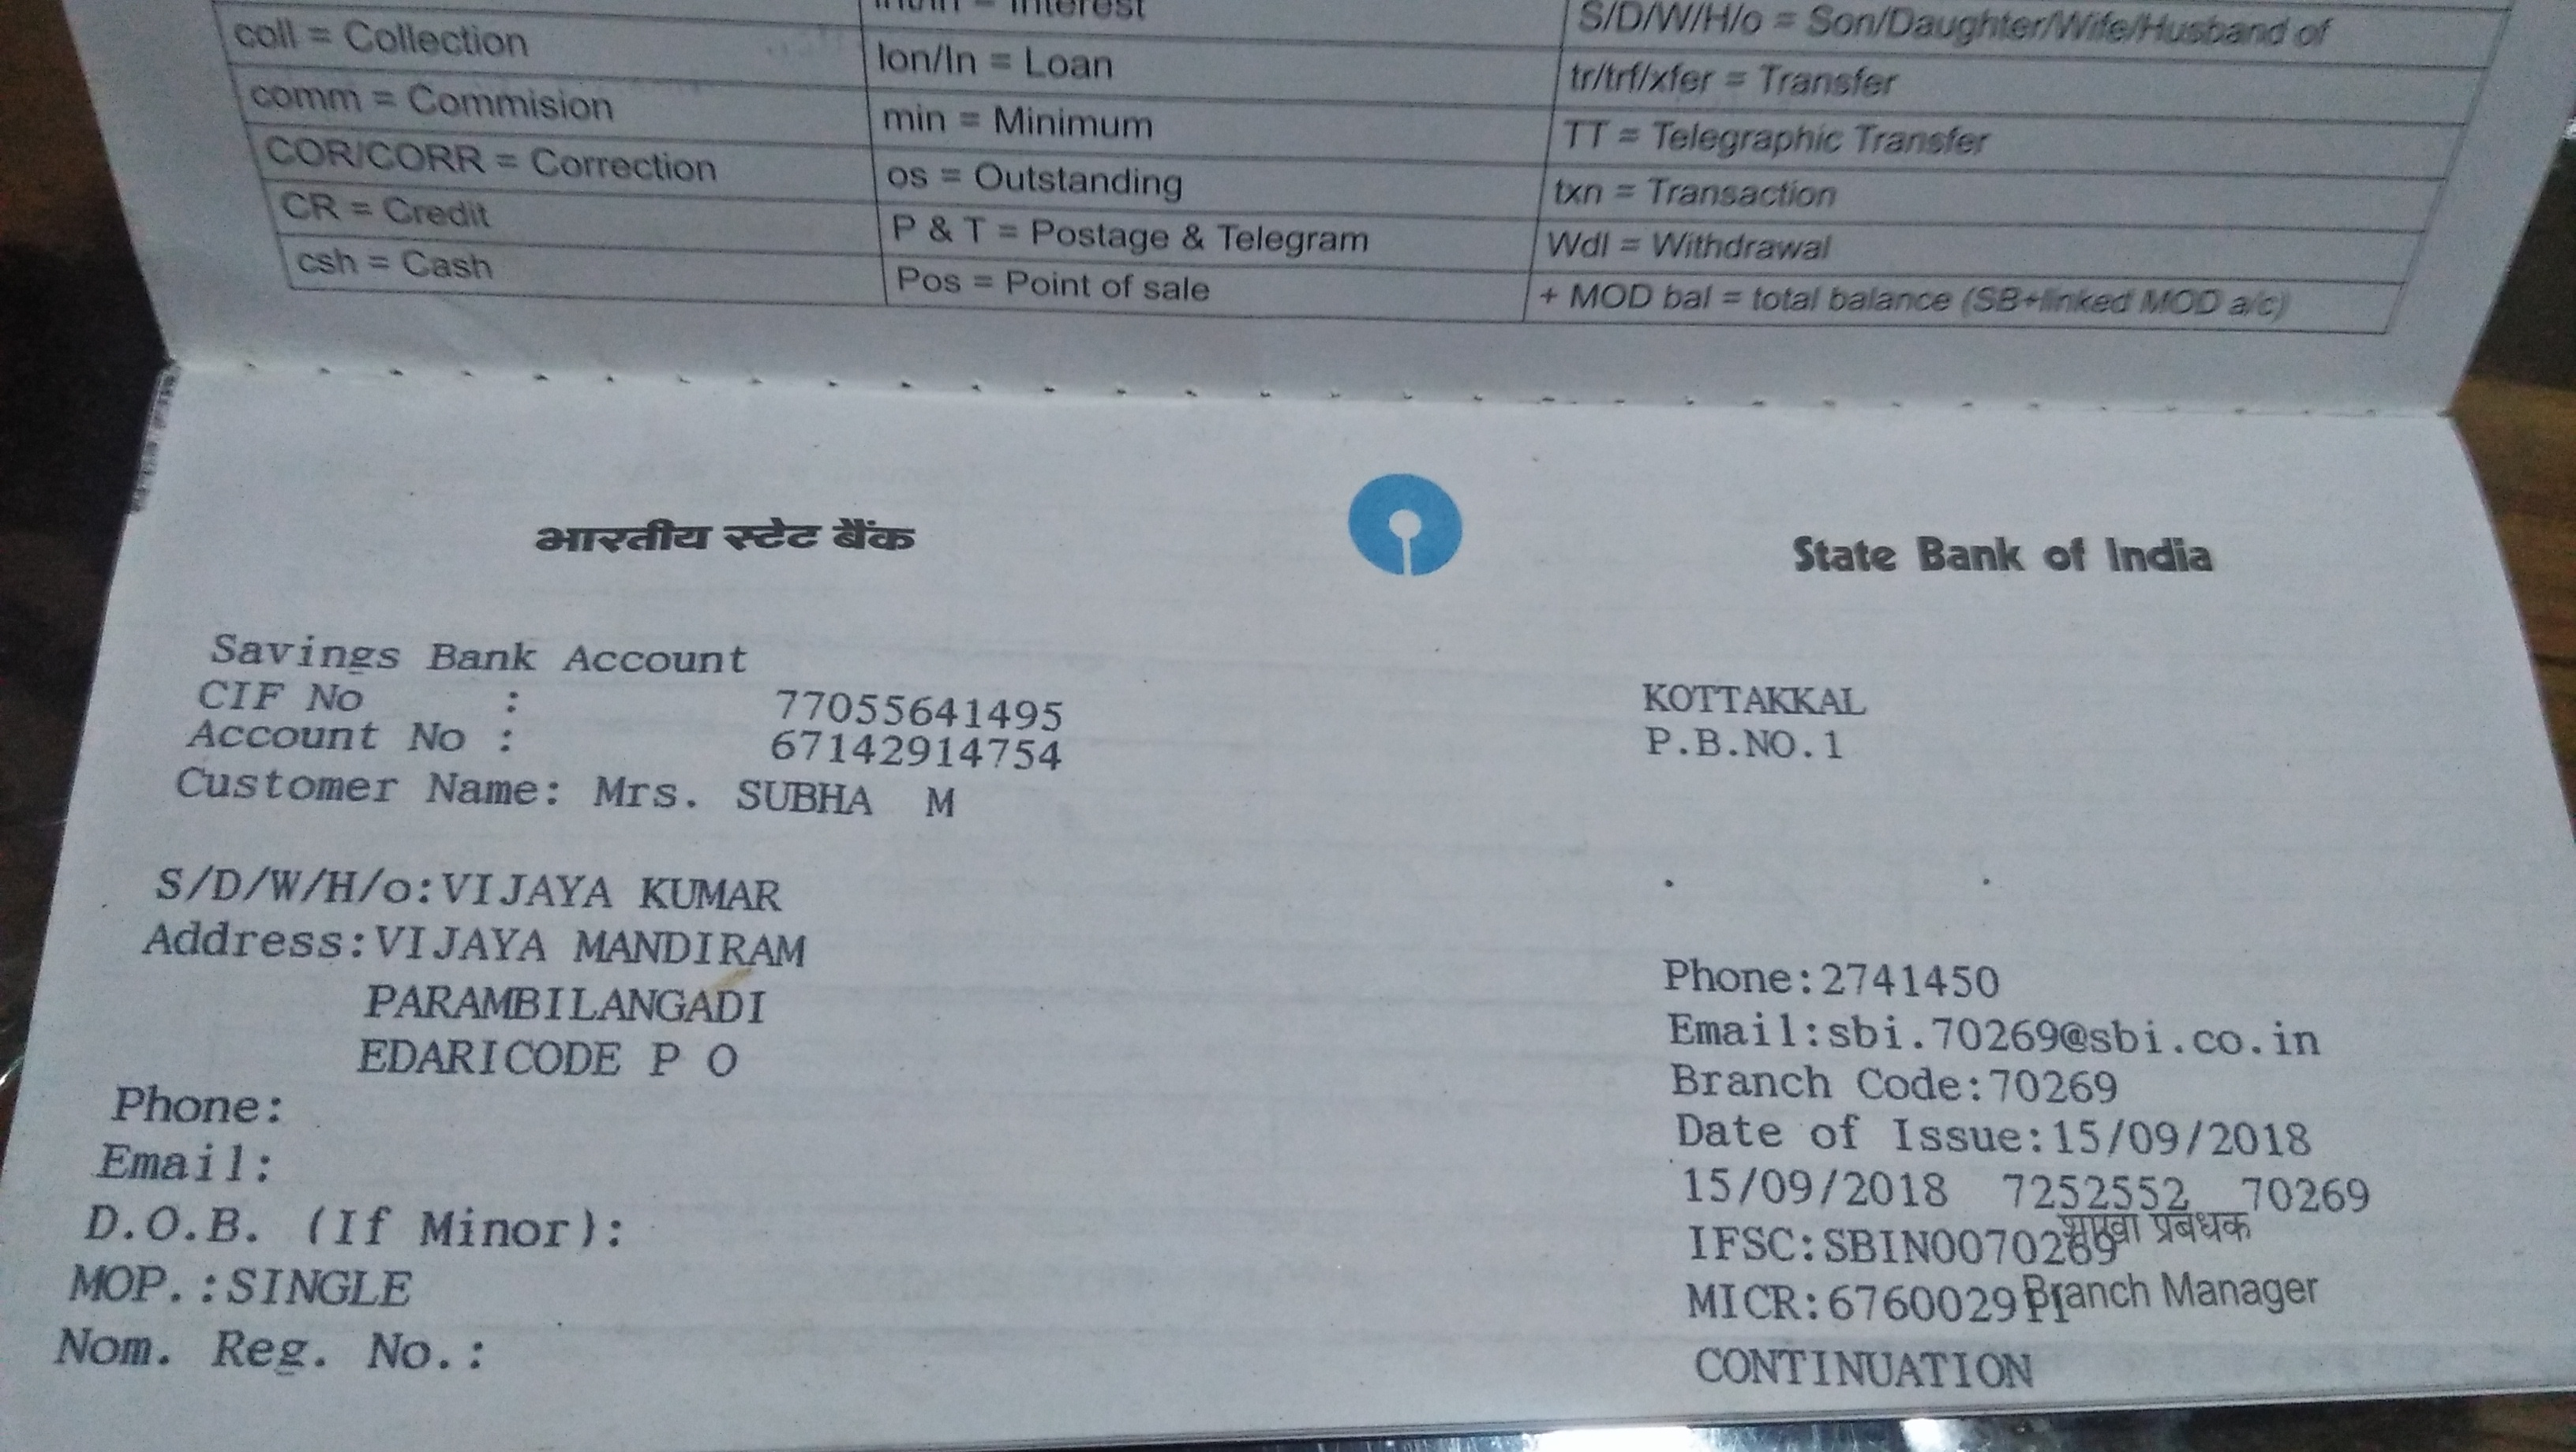 Interest
S/D/W/H/o = Son/Daughter/Wife/Husband of
coll = Collection
lon/ln = Loan
tr/trf/xfer = Transfer
comm = Commision
min = Minimum
TT = Telegraphic Transfer
COR/CORR = Correction
os = Outstanding
txn = Transaction
CR = Credit
P & T = Postage & Telegram
Wdl = Withdrawal
csh = Cash
Pos = Point of sale
+ MOD bal = total balance (SB+linked MOD a/c)
भारतीय स्टेट बैंक
State Bank of India
Savings Bank Account
CIF No : 77055641495
Account No : 67142914754
Customer Name: Mrs. SUBHA M
S/D/W/H/o:VIJAYA KUMAR
Address:VIJAYA MANDIRAM
PARAMBILANGADI
EDARICODE P O
Phone:
Email:
D.O.B. (If Minor):
MOP.:SINGLE
Nom. Reg. No.:
KOTTAKKAL
P.B.NO.1
Phone:2741450
Email:sbi.70269@sbi.co.in
Branch Code:70269
Date of Issue:15/09/2018
15/09/2018 7252552 70269
प्रबंधक
IFSC:SBIN0070269
Branch Manager
MICR:676002911
CONTINUATION